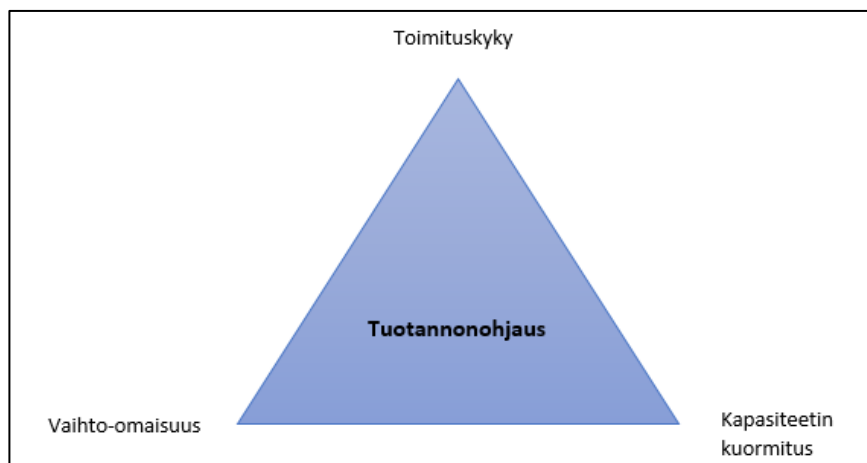 Toimituskyky
Tuotannonohjaus
Vaihto-omaisuus
Kapasiteetin
kuormitus